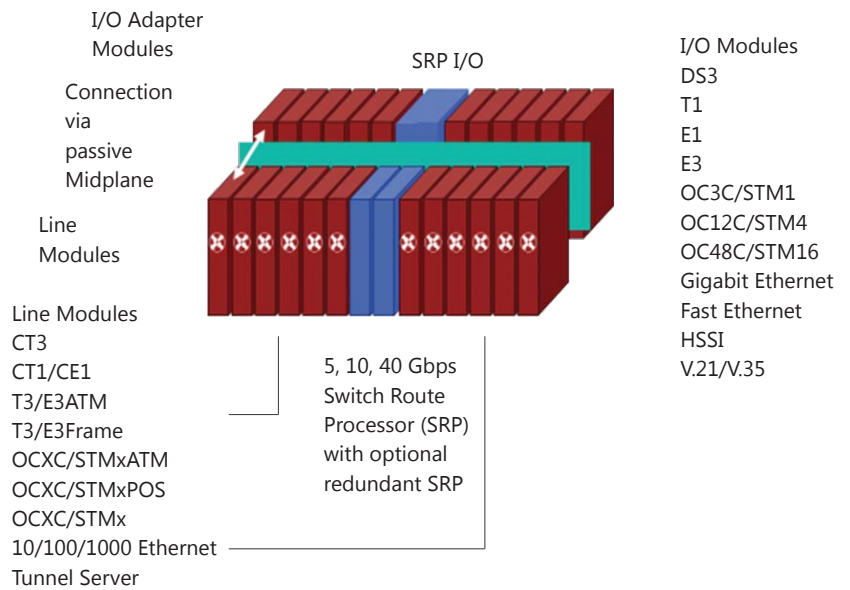 I/O Adapter
Modules
SRP I/O
Connection
via
passive
Midplane
Line
Modules
I/O Modules
DS3
T1
E1
E3
OC3C/STM1
OC12C/STM4
OC48C/STM16
Gigabit Ethernet
Fast Ethernet
HSSI
V.21/V.35
Line Modules
CT3
CT1/CE1
T3/E3ATM
T3/E3Frame
OCXC/STMxATM
OCXC/STMxPOS
OCXC/STMx
10/100/1000 Ethernet
Tunnel Server
5, 10, 40 Gbps
Switch Route
Processor (SRP)
with optional
redundant SRP